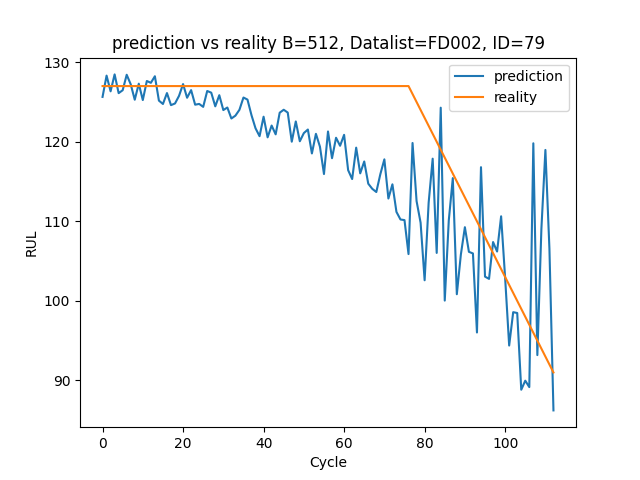 prediction vs reality B=512, Datalist=FD002, ID=79
prediction
reality
130
120
110
100
90
RUL
0
20
40
60
80
100
Cycle